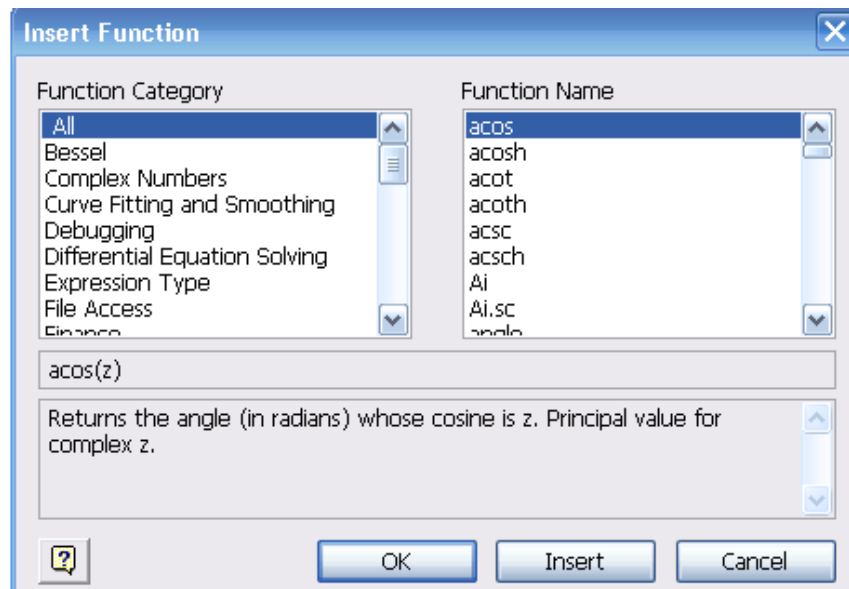 Insert Function
Function Category
All
Bessel
Complex Numbers
Curve Fitting and Smoothing
Debugging
Differential Equation Solving
Expression Type
File Access
Finance
Function Name
acos
acosh
acot
acoth
acsc
acsch
Ai
Ai.sc
angle
acos(z)
Returns the angle (in radians) whose cosine is z. Principal value for
complex z.
?
OK
Insert
Cancel